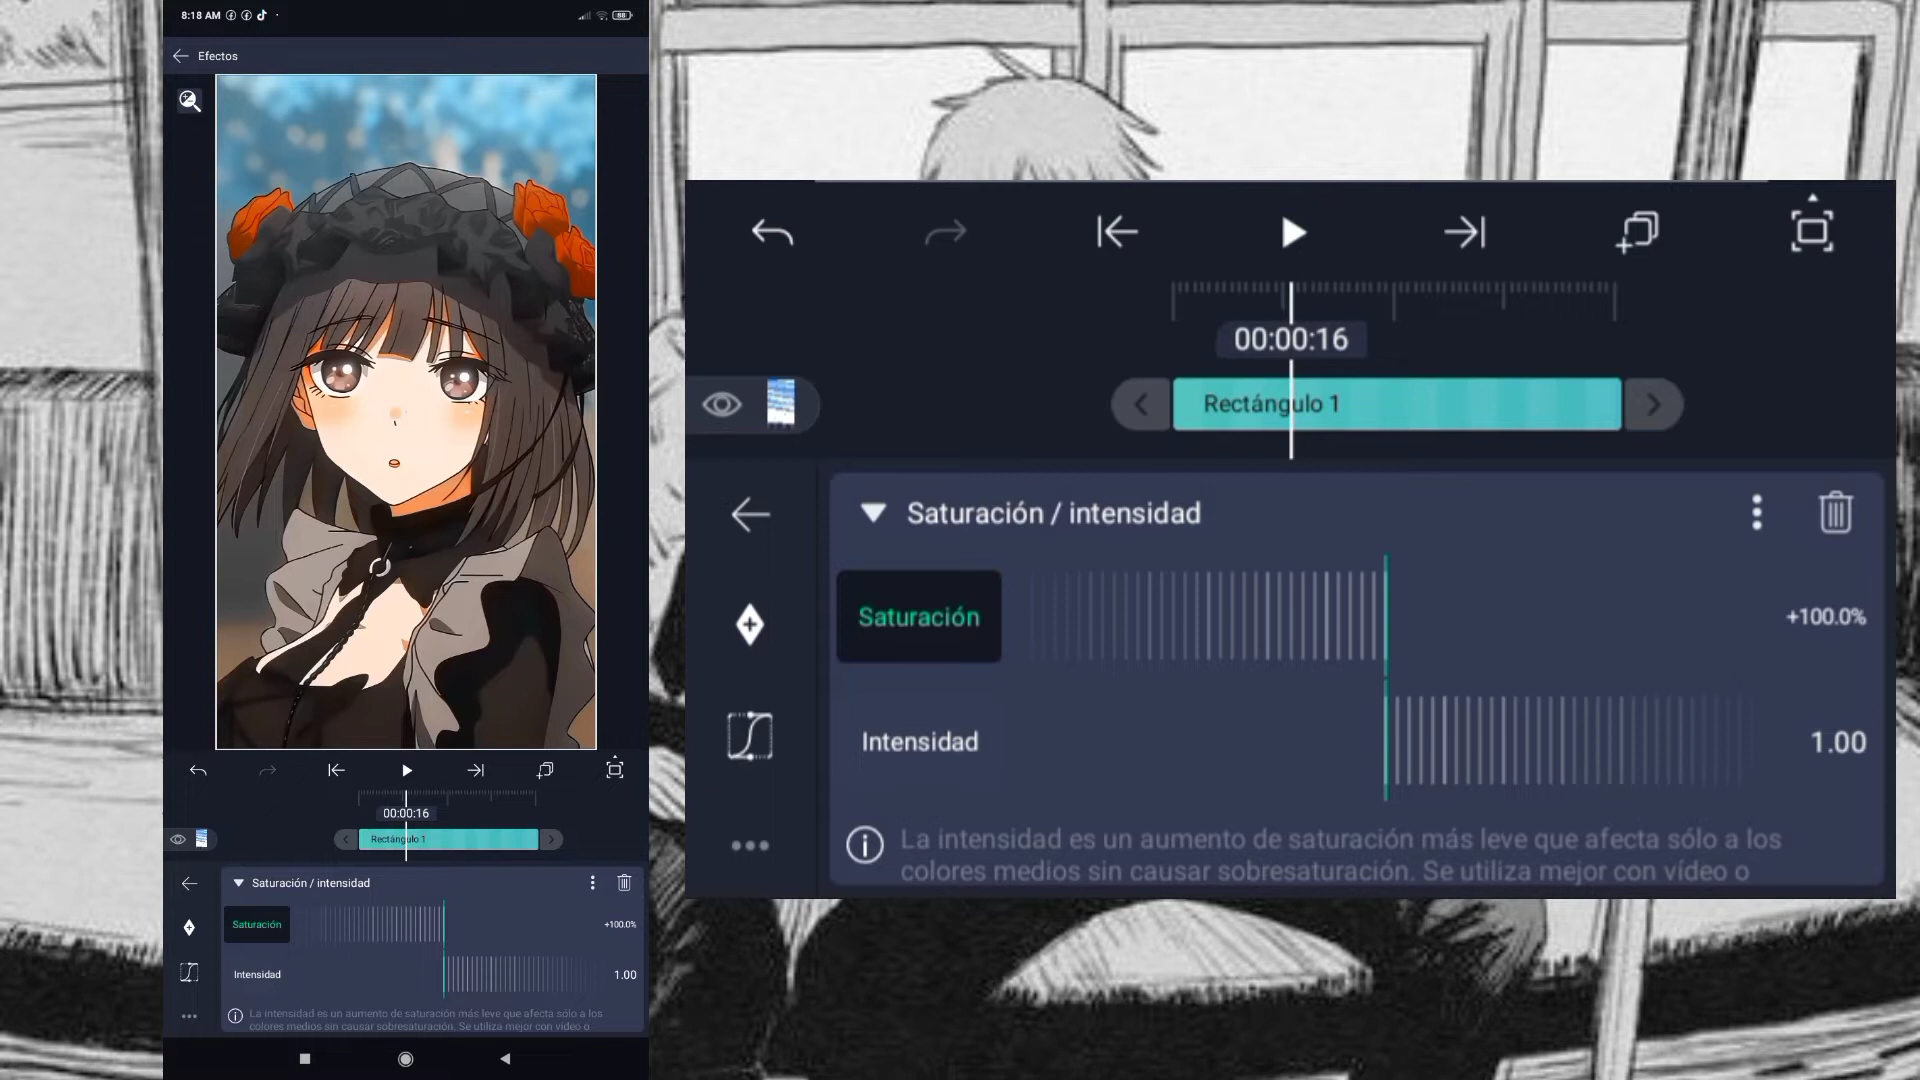 8:18 AM
88
Efectos
00:00:16
Rectángulo 1
Saturación / intensidad
Saturación
+100.0%
Intensidad
1.00
La intensidad es un aumento de saturación más leve que afecta sólo a los
colores medios sin causar sobresaturación. Se utiliza mejor con vídeo o
00:00:16
Rectángulo 1
Saturación / intensidad
Saturación
+100.0%
Intensidad
1.00
La intensidad es un aumento de saturación más leve que afecta sólo a los
colores medios sin causar sobresaturación. Se utiliza mejor con vídeo o